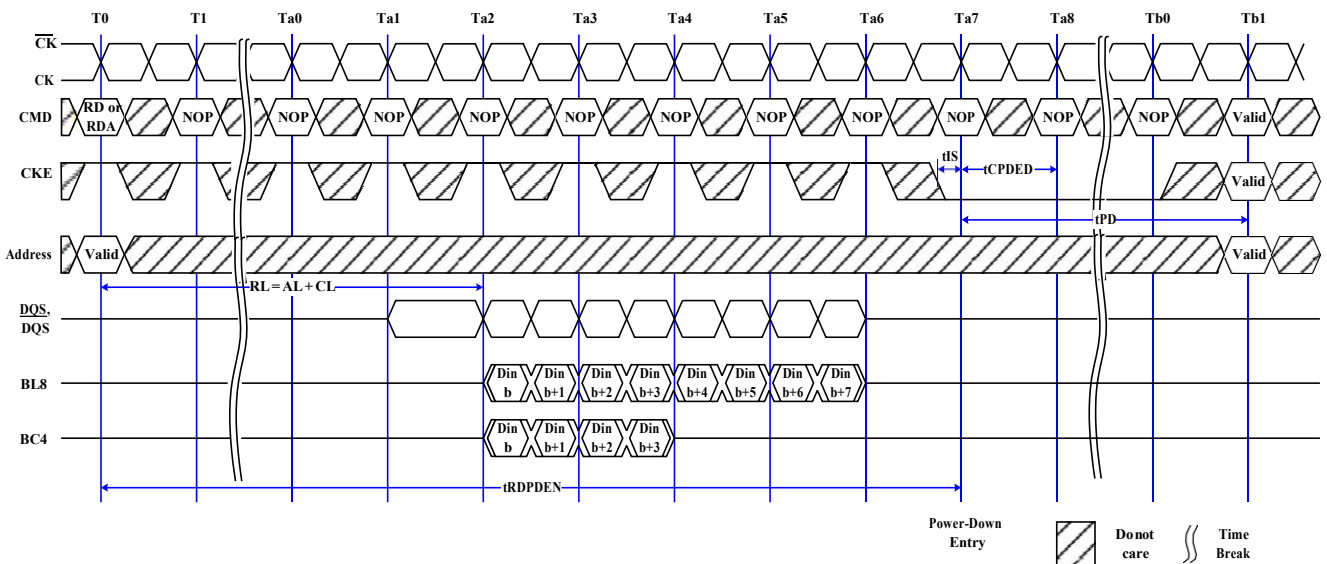 T0 T1 Ta0 Ta1 Ta2 Ta3 Ta4 Ta5 Ta6 Ta7 Ta8 Tb0 Tb1
CK
CK
CMD RD or RDA NOP NOP NOP NOP NOP NOP NOP NOP NOP NOP NOP Valid
tIS
CKE tCPDED Valid
tPD
Address Valid Valid
RL = AL + CL
DQS,
DQS
BL8 Din b Din b+1 Din b+2 Din b+3 Din b+4 Din b+5 Din b+6 Din b+7
BC4 Din b Din b+1 Din b+2 Din b+3
tRDPDEN
Power-Down
Entry
Do not
care
Time
Break